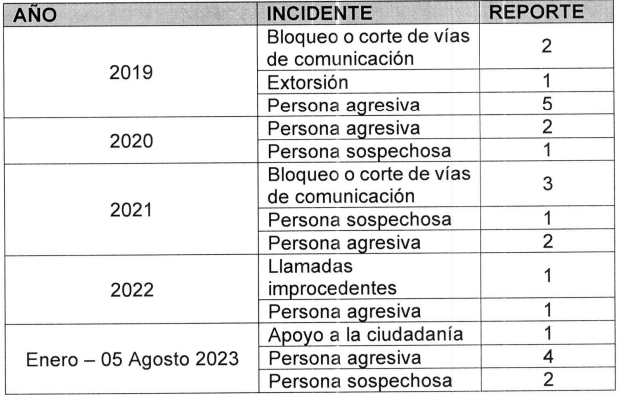 AÑO INCIDENTE REPORTE
2019 Bloqueo o corte de vías
de comunicación 2
Extorsión 1
Persona agresiva 5
2020 Persona agresiva 2
Persona sospechosa 1
2021 Bloqueo o corte de vías
de comunicación 3
Persona sospechosa 1
Persona agresiva 2
2022 Llamadas
improcedentes 1
Persona agresiva 1
Enero – 05 Agosto 2023 Apoyo a la ciudadanía 1
Persona agresiva 4
Persona sospechosa 2